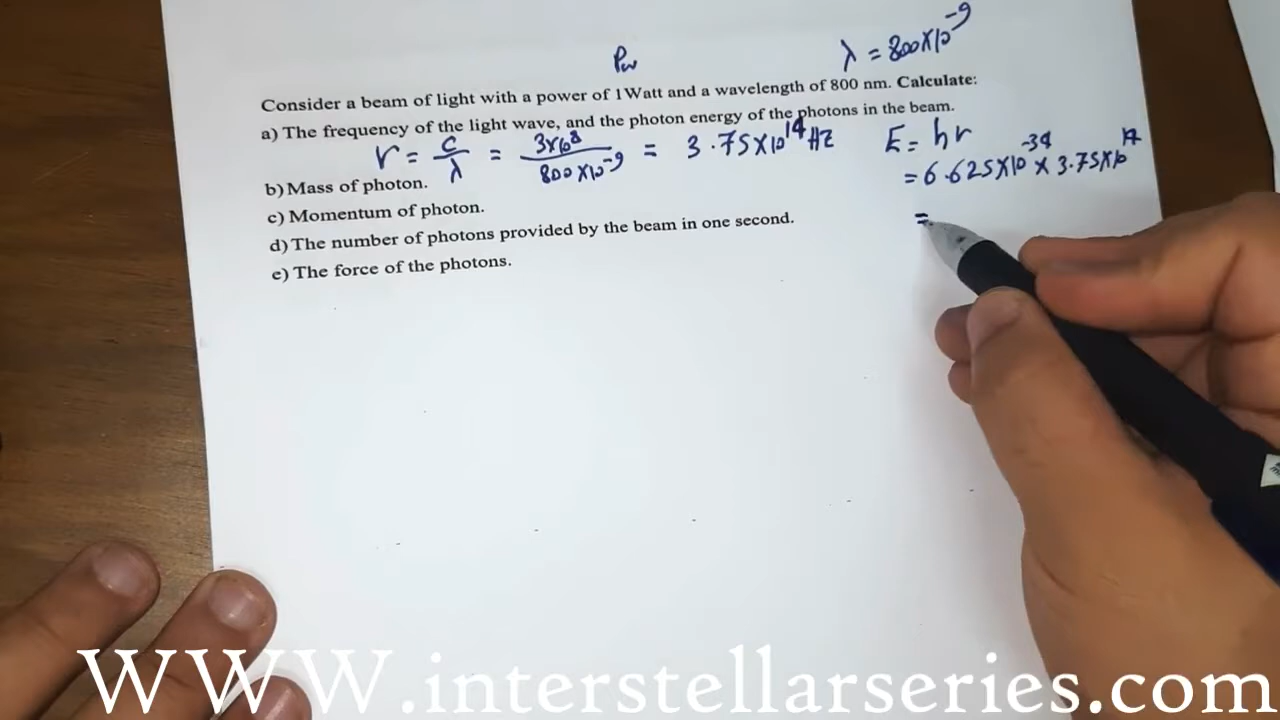 Pw
λ = 800×10⁻⁹
Consider a beam of light with a power of 1Watt and a wavelength of 800 nm. Calculate:
a) The frequency of the light wave, and the photon energy of the photons in the beam.
ν = c/λ = 3×10⁸/800×10⁻⁹ = 3.75×10¹⁴ HZ
E = hν
= 6.625×10⁻³⁴ × 3.75×10¹⁴
=
b) Mass of photon.
c) Momentum of photon.
d) The number of photons provided by the beam in one second.
e) The force of the photons.
WWW.interstellarseries.com